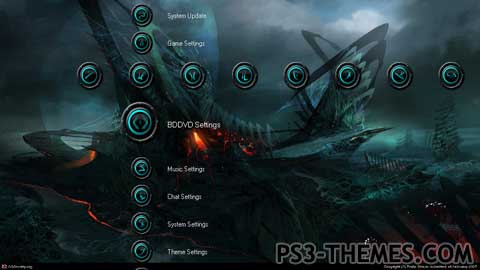 System Update
Game Settings
BDDVD Settings
Music Settings
Chat Settings
System Settings
Theme Settings
PS3-THEMES.COM